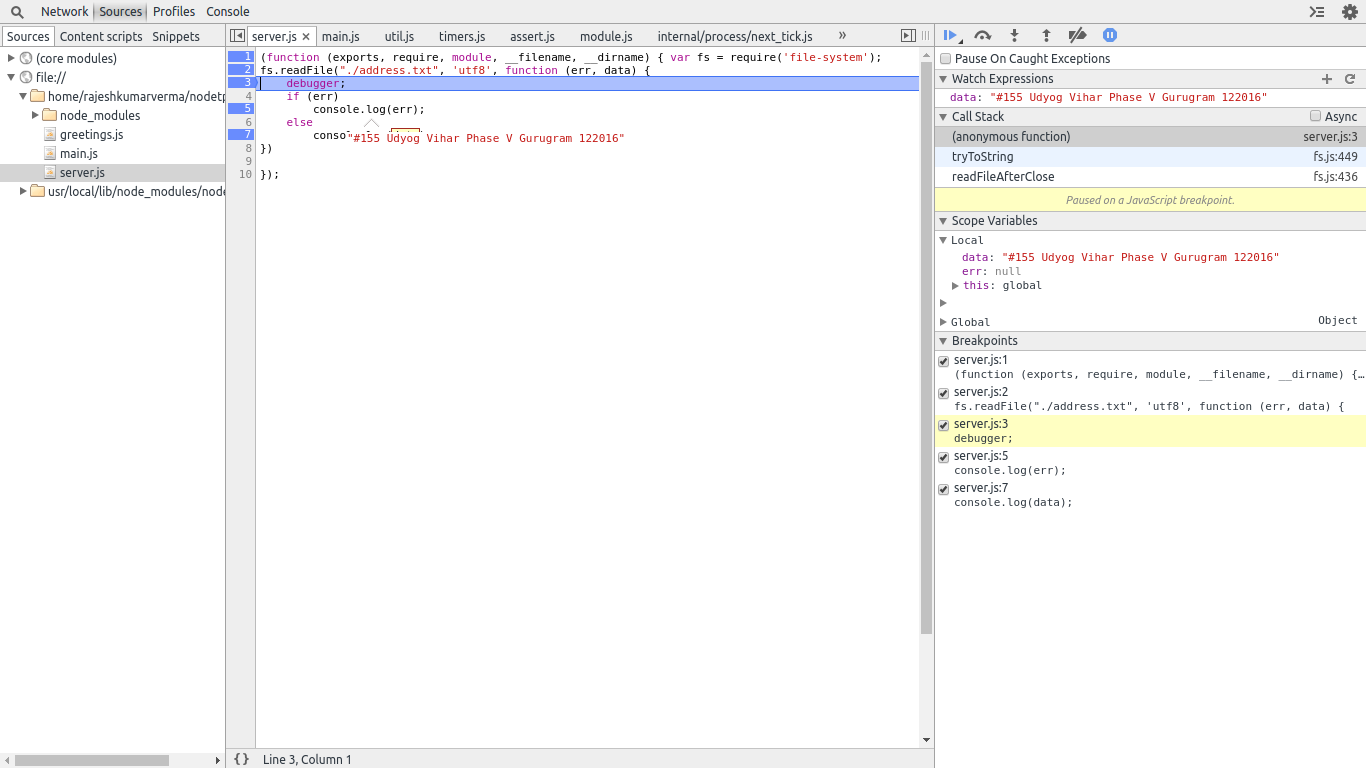 Network Sources Profiles Console
Sources Content scripts Snippets
(core modules)
file://
home/rajeshkumarverma/nodetp
node_modules
greetings.js
main.js
server.js
usr/local/lib/node_modules/node
server.js × main.js util.js timers.js assert.js module.js internal/process/next_tick.js »
1 (function (exports, require, module, __filename, __dirname) { var fs = require('file-system');
2 fs.readFile("./address.txt", 'utf8', function (err, data) {
3 debugger;
4 if (err)
5 console.log(err);
6 else
7 conso
"#155 Udyog Vihar Phase V Gurugram 122016"
8 })
9
10 });
{} Line 3, Column 1
Pause On Caught Exceptions
Watch Expressions
data: "#155 Udyog Vihar Phase V Gurugram 122016"
Call Stack Async
(anonymous function) server.js:3
tryToString fs.js:449
readFileAfterClose fs.js:436
Paused on a JavaScript breakpoint.
Scope Variables
Local
data: "#155 Udyog Vihar Phase V Gurugram 122016"
err: null
this: global
Global Object
Breakpoints
server.js:1
(function (exports, require, module, __filename, __dirname) {…
server.js:2
fs.readFile("./address.txt", 'utf8', function (err, data) {
server.js:3
debugger;
server.js:5
console.log(err);
server.js:7
console.log(data);